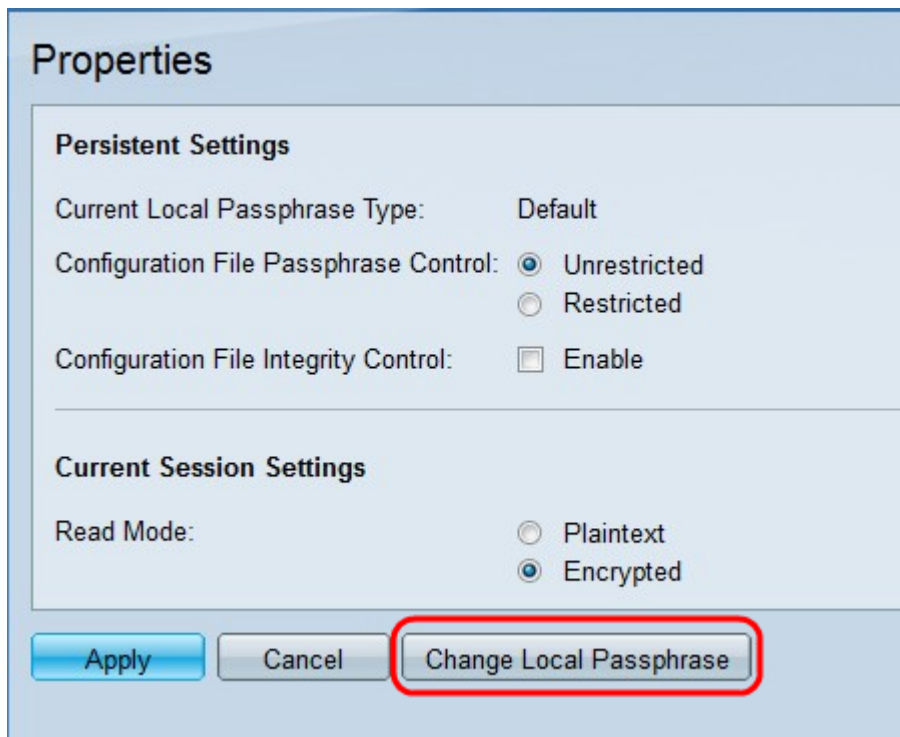 Properties
Persistent Settings
Current Local Passphrase Type: Default
Configuration File Passphrase Control: Unrestricted
Restricted
Configuration File Integrity Control: Enable
Current Session Settings
Read Mode: Plaintext
Encrypted
Apply Cancel Change Local Passphrase